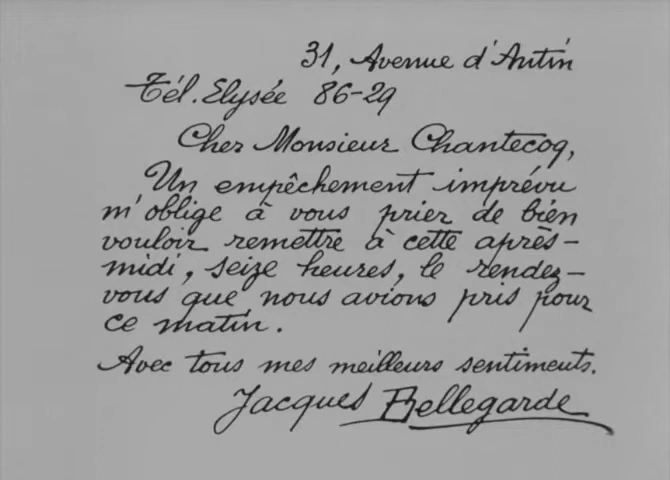 31, Avenue d'Antin
Tél. Elysée 86-29
Cher Monsieur Chantecoq,
Un empêchement imprévu
m'oblige à vous prier de bien
vouloir remettre à cette après-
midi, seize heures, le rendez-
vous que nous avions pris pour
ce matin.
Avec tous mes meilleurs sentiments.
Jacques Bellegarde